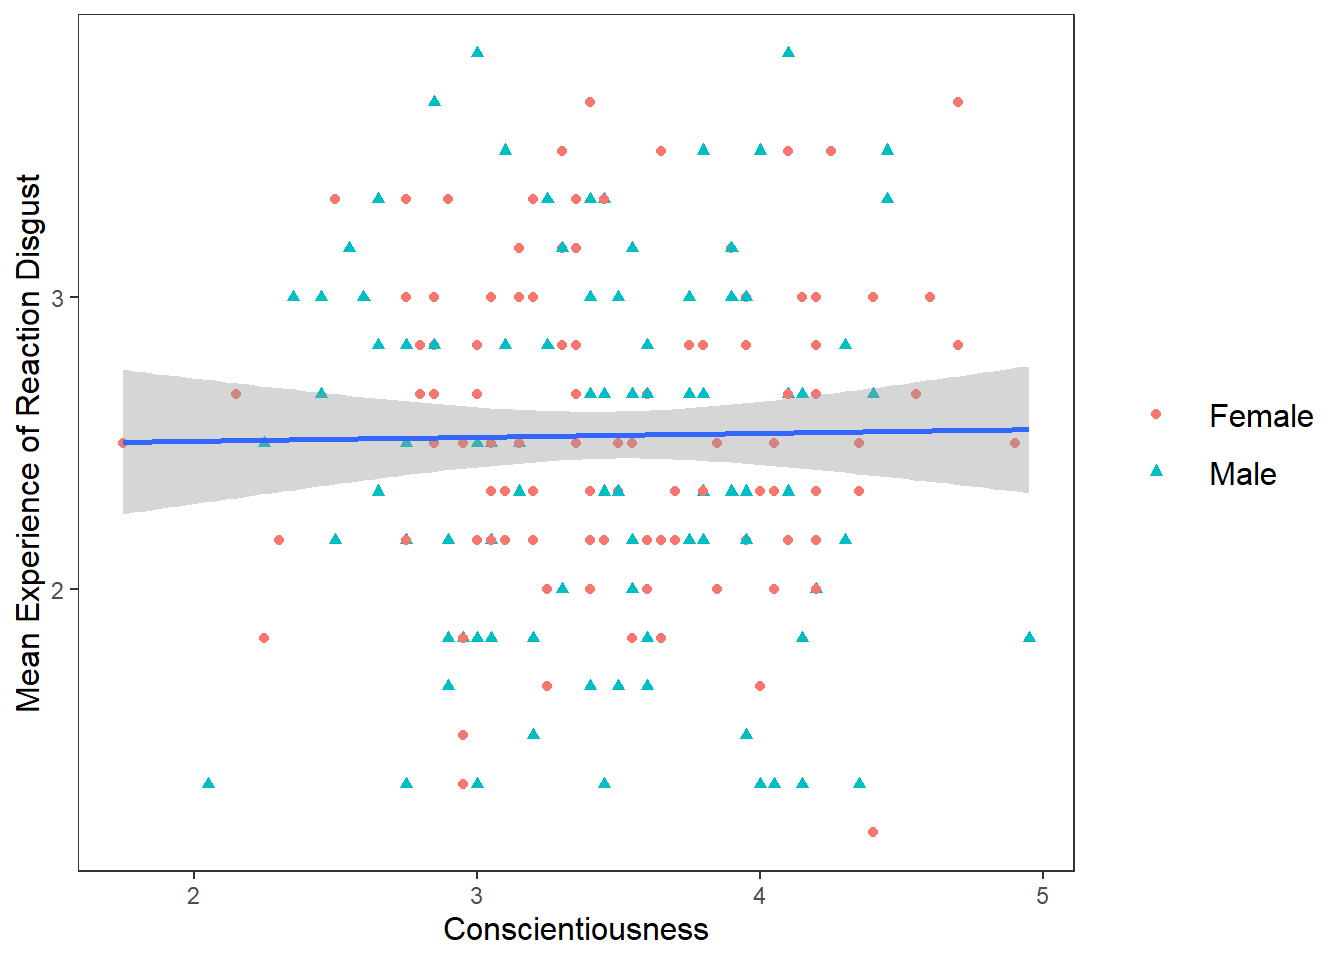 Mean Experience of Reaction Disgust
3
2
2 3 4 5
Conscientiousness
Female
Male